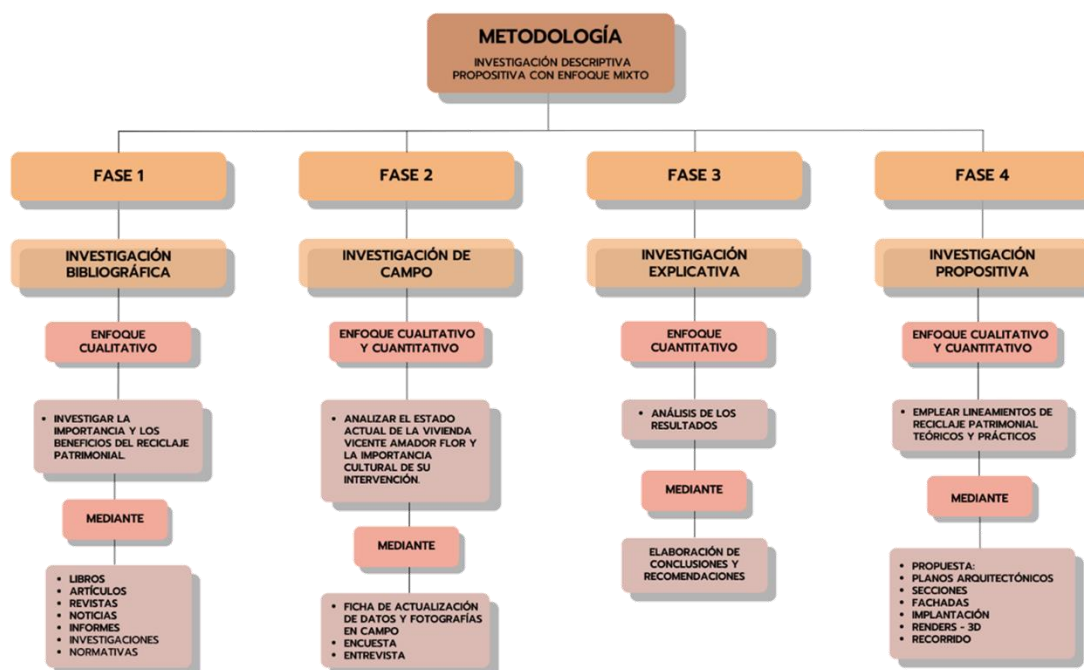 METODOLOGÍA
INVESTIGACIÓN DESCRIPTIVA
PROPOSITIVA CON ENFOQUE MIXTO
FASE 1
INVESTIGACIÓN
BIBLIOGRÁFICA
ENFOQUE
CUALITATIVO
• INVESTIGAR LA
IMPORTANCIA Y LOS
BENEFICIOS DEL RECICLAJE
PATRIMONIAL.
MEDIANTE
• LIBROS
• ARTÍCULOS
• REVISTAS
• NOTICIAS
• INFORMES
• INVESTIGACIONES
• NORMATIVAS
FASE 2
INVESTIGACIÓN DE
CAMPO
ENFOQUE CUALITATIVO
Y CUANTITATIVO
• ANALIZAR EL ESTADO
ACTUAL DE LA VIVIENDA
VICENTE AMADOR FLOR Y
LA IMPORTANCIA
CULTURAL DE SU
INTERVENCIÓN.
MEDIANTE
• FICHA DE ACTUALIZACIÓN
DE DATOS Y FOTOGRAFÍAS
EN CAMPO
• ENCUESTA
• ENTREVISTA
FASE 3
INVESTIGACIÓN
EXPLICATIVA
ENFOQUE
CUANTITATIVO
• ANÁLISIS DE LOS
RESULTADOS
MEDIANTE
ELABORACIÓN DE
CONCLUSIONES Y
RECOMENDACIONES
FASE 4
INVESTIGACIÓN
PROPOSITIVA
ENFOQUE CUALITATIVO
Y CUANTITATIVO
• EMPLEAR LINEAMIENTOS DE
RECICLAJE PATRIMONIAL
TEÓRICOS Y PRÁCTICOS
MEDIANTE
• PROPUESTA:
• PLANOS ARQUITECTÓNICOS
• SECCIONES
• FACHADAS
• IMPLANTACIÓN
• RENDERS - 3D
• RECORRIDO